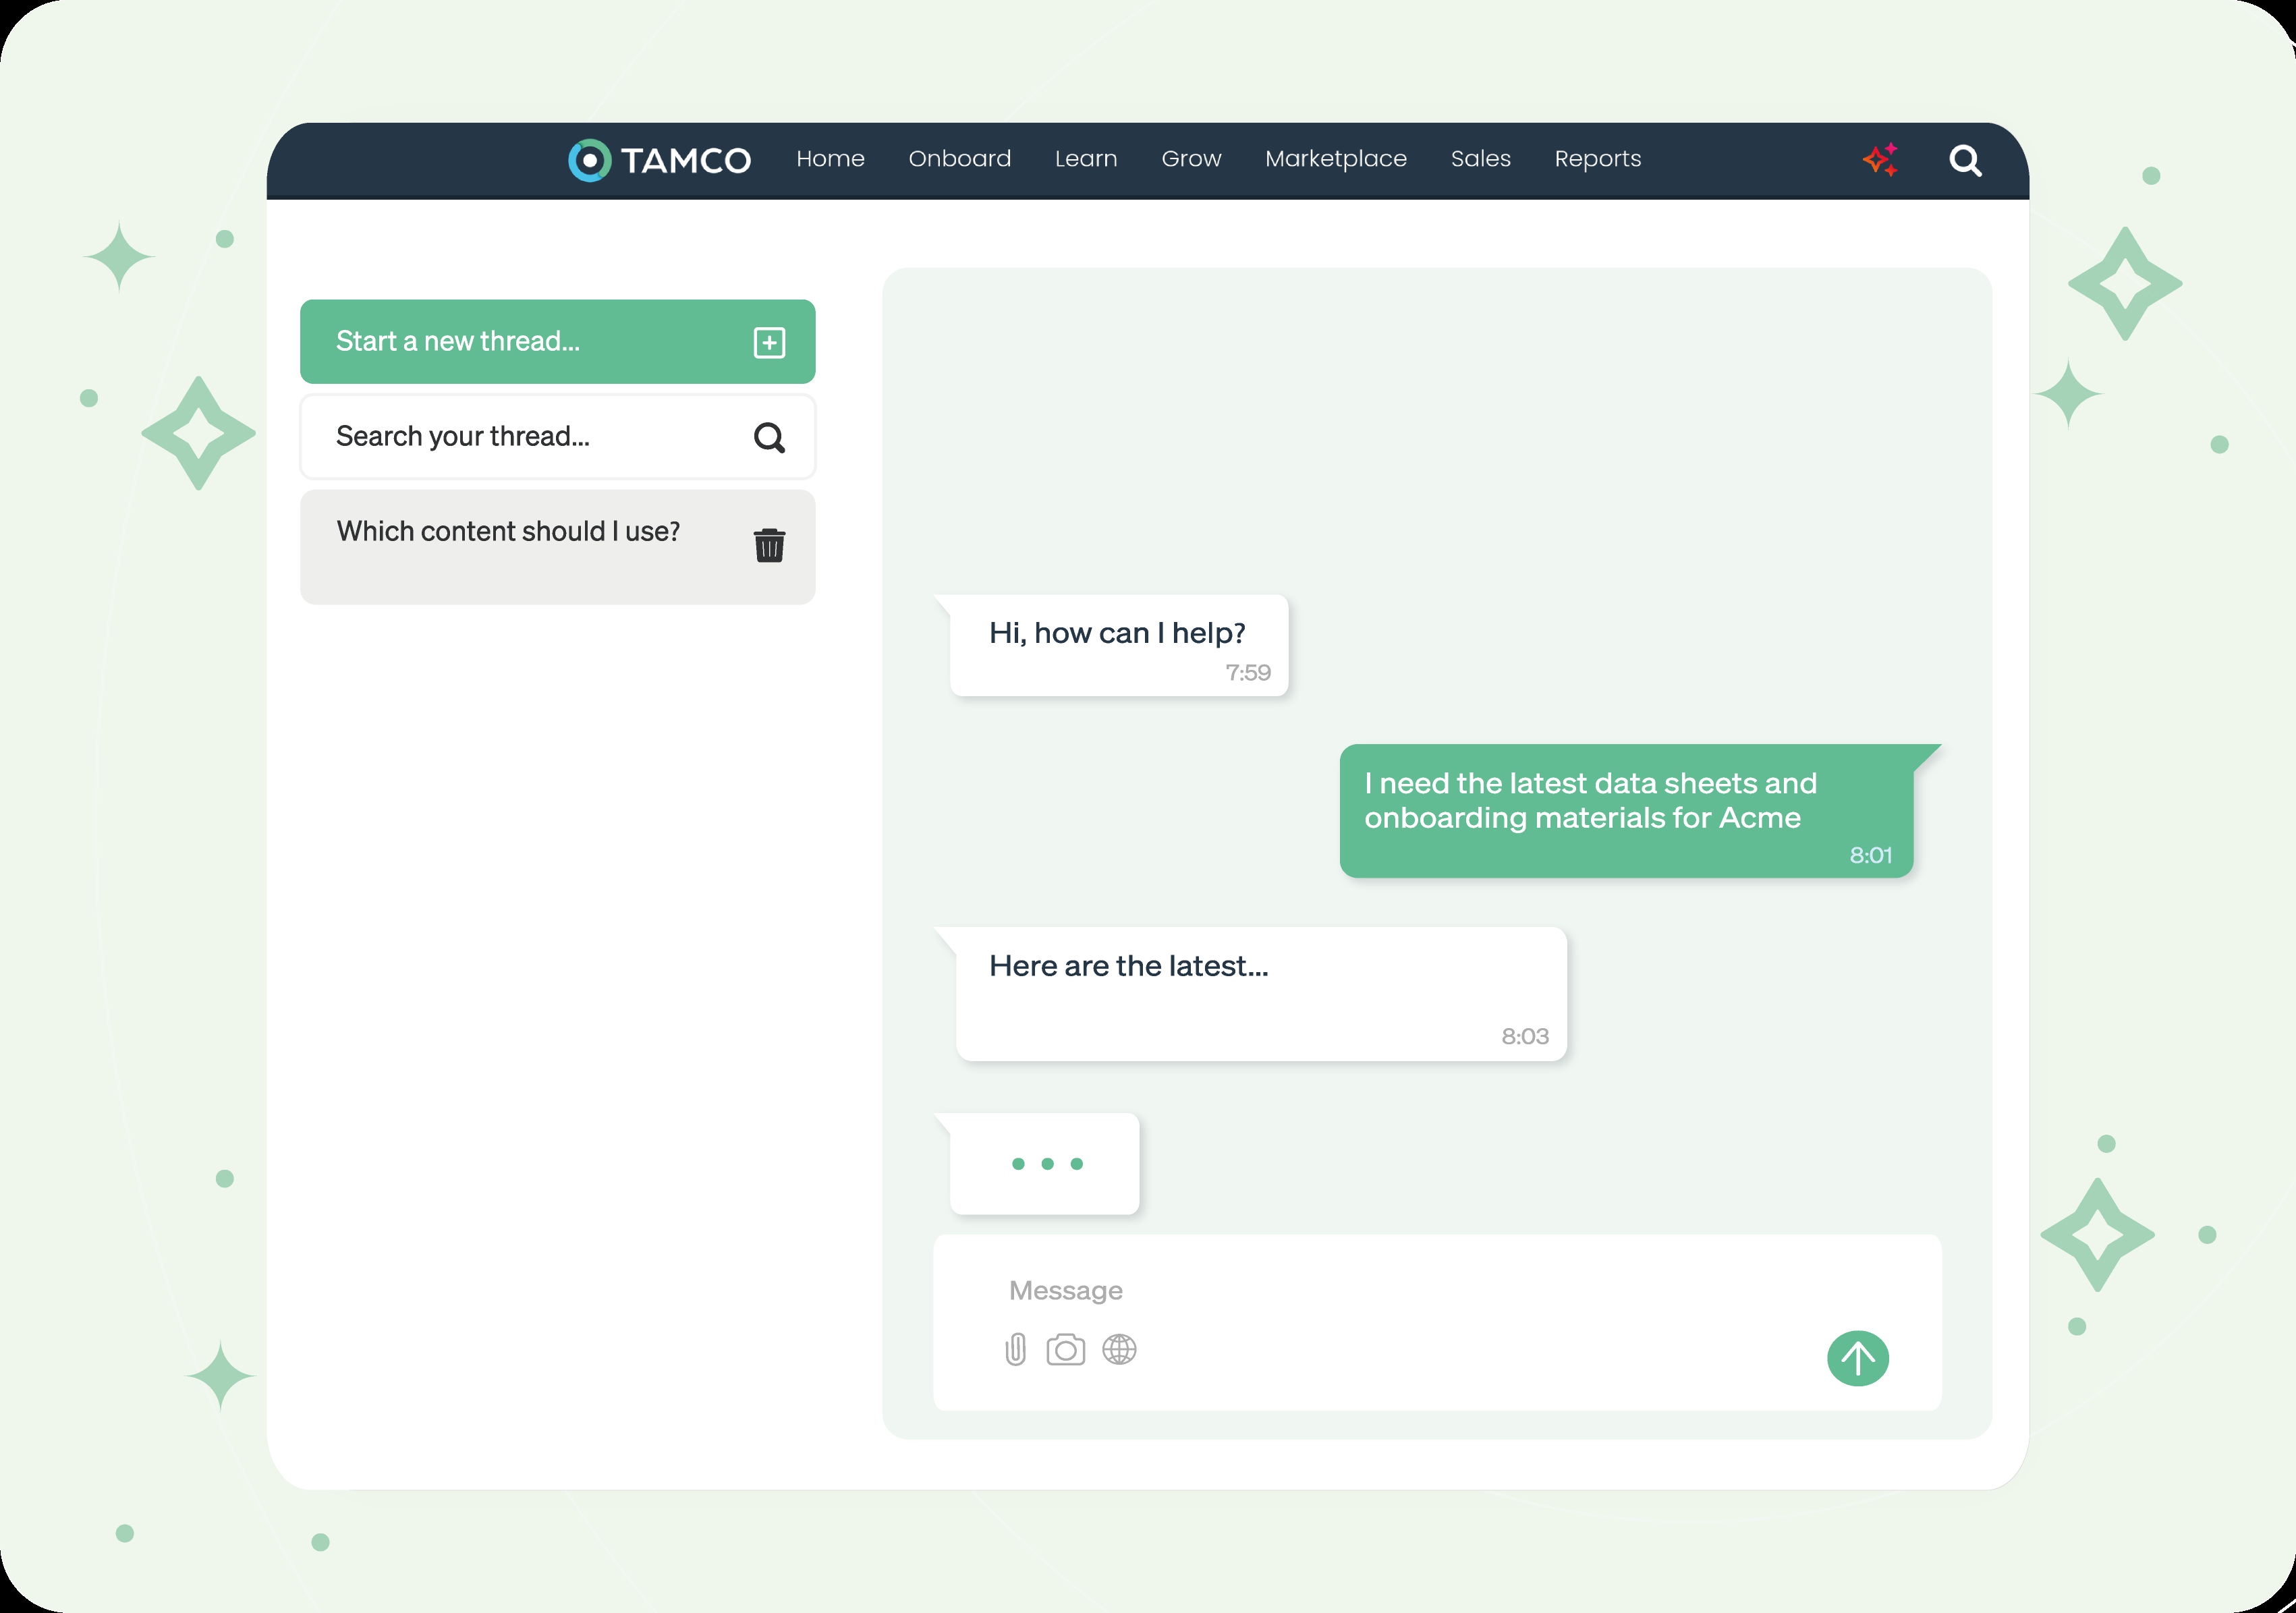 TAMCO Home Onboard Learn Grow Marketplace Sales Reports
Start a new thread...
Search your thread...
Which content should I use?
Hi, how can I help?
7:59
I need the latest data sheets and
onboarding materials for Acme
8:01
Here are the latest...
8:03
Message